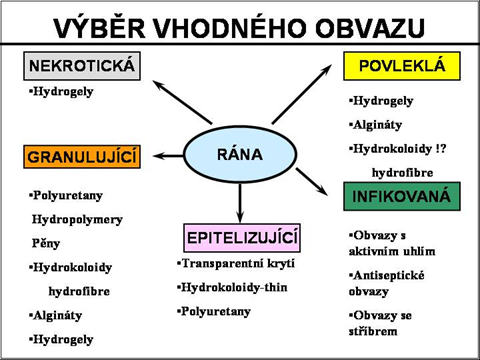 VÝBĚR VHODNÉHO OBVAZU
NEKROTICKÁ
▪Hydrogely
POVLEKLÁ
▪Hydrogely
▪Algináty
▪Hydrokoloidy !?
hydrofibre
RÁNA
GRANULUJÍCÍ
▪Polyuretany
Hydropolymery
Pěny
▪Hydrokoloidy
hydrofibre
▪Algináty
▪Hydrogely
EPITELIZUJÍCÍ
▪Transparentní krytí
▪Hydrokoloidy-thin
▪Polyuretany
INFIKOVANÁ
▪Obvazy s
aktivním uhlím
▪Antiseptické
obvazy
▪Obvazy se
stříbrem